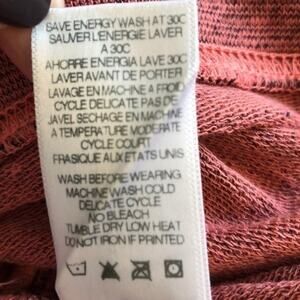 SAVE ENERGY WASH AT 30C
SAUVER L'ENERGIE LAVER
A 30C
AHORRE ENERGIA LAVE 30C
LAVER AVANT DE PORTER
LAVAGE EN MACHINE A FROID
CYCLE DELICATE PAS DE
JAVEL SECHAGE EN MACHINE
A TEMPERATURE MODERATE
CYCLE COURT
FRASIQUE AUX ETATS UNIS
WASH BEFORE WEARING
MACHINE WASH COLD
DELICATE CYCLE
NO BLEACH
TUMBLE DRY LOW HEAT
DO NOT IRON IF PRINTED